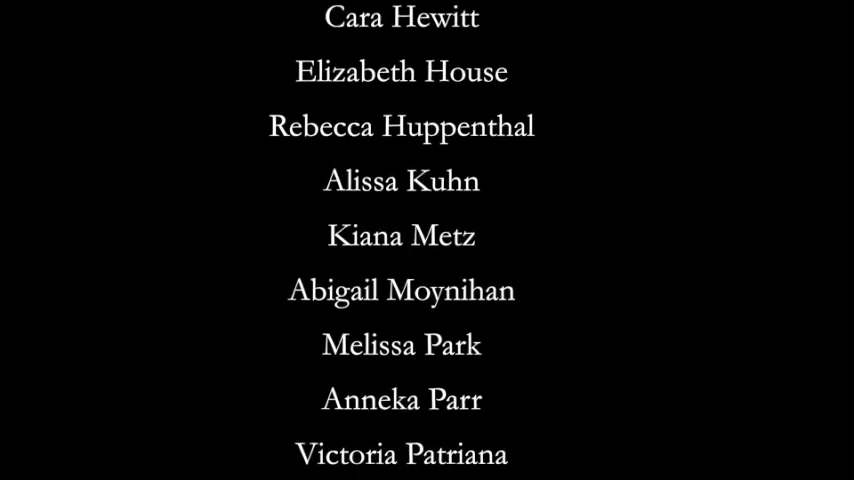 Cara Hewitt
Elizabeth House
Rebecca Huppenthal
Alissa Kuhn
Kiana Metz
Abigail Moynihan
Melissa Park
Anneka Parr
Victoria Patriana